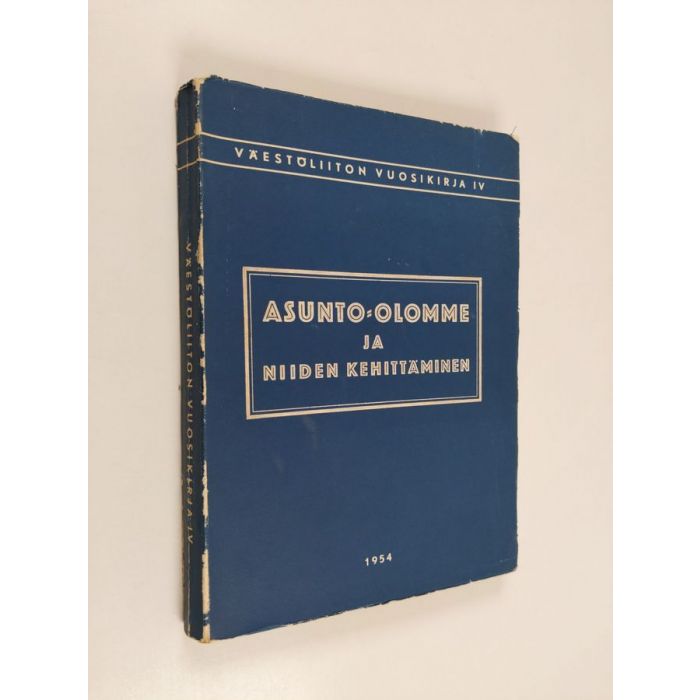 VÄESTÖLIITON VUOSIKIRJA IV
ASUNTO-OLOMME
JA
NIIDEN KEHITTÄMINEN
1954
VÄESTÖLIITON VUOSIKIRJA IV